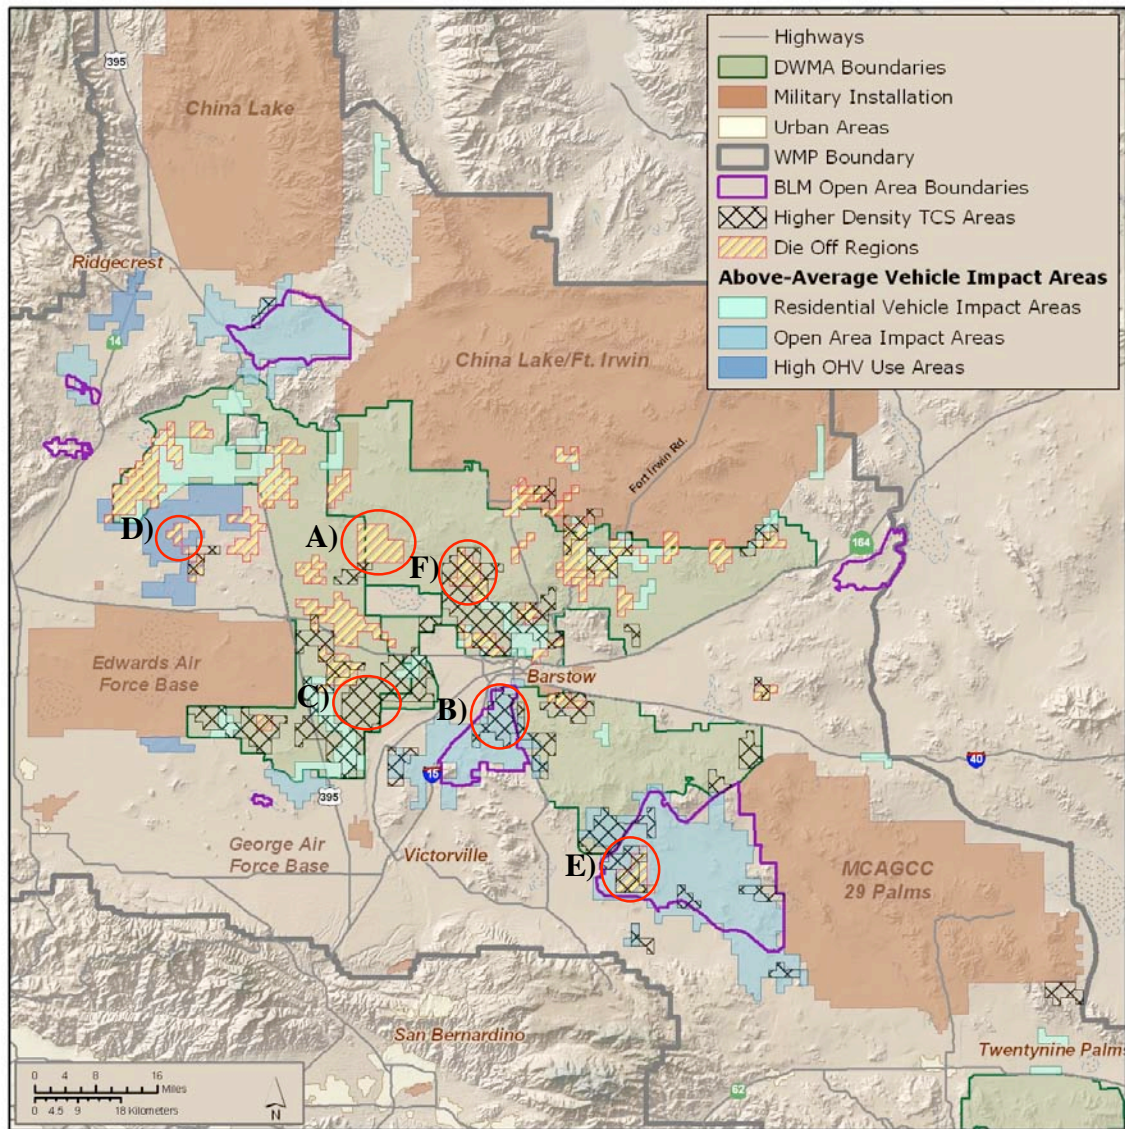 Highways
DWMA Boundaries
Military Installation
Urban Areas
WMP Boundary
BLM Open Area Boundaries
Higher Density TCS Areas
Die Off Regions
Above-Average Vehicle Impact Areas
Residential Vehicle Impact Areas
Open Area Impact Areas
High OHV Use Areas
395
China Lake
Ridgecrest
14
China Lake/Ft. Irwin
Fort Irwin Rd.
D)
A)
F)
164
Edwards Air
Force Base
Barstow
C)
B)
15
40
395
George Air
Force Base
Victorville
E)
MCAGCC
29 Palms
San Bernardino
Twentynine Palms
62
0 4 8 16
Miles
0 4.5 9 18 Kilometers
N